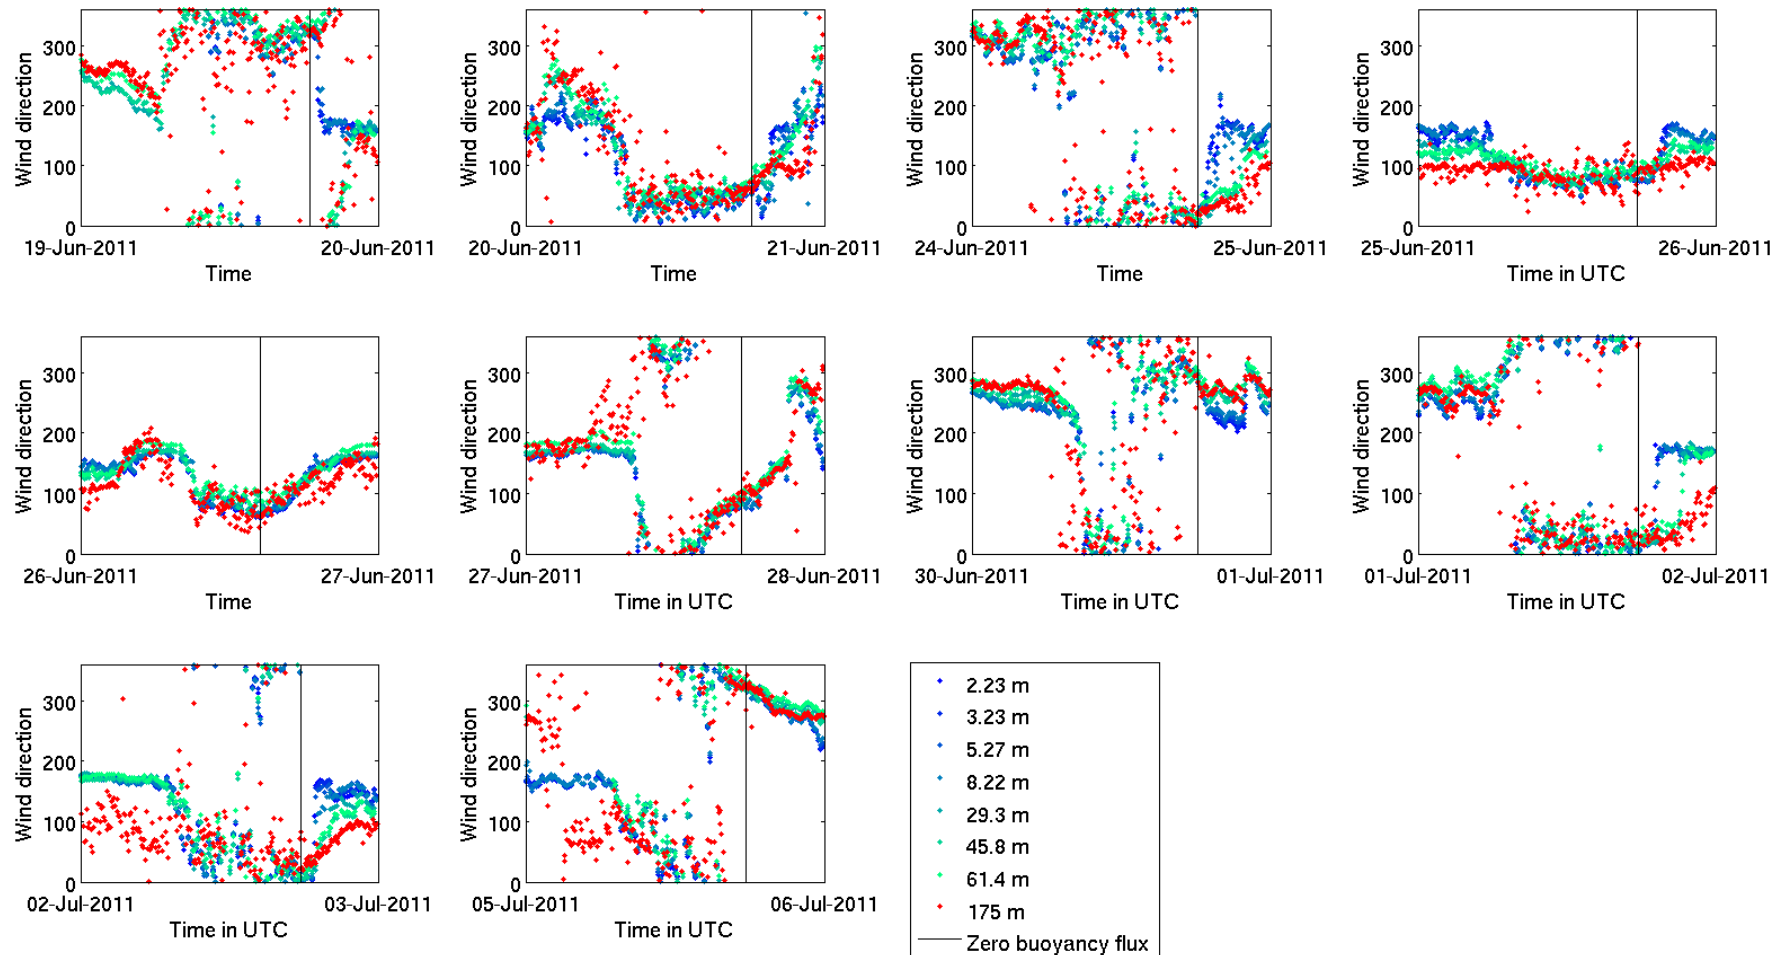 Wind direction
300
200
100
0
19-Jun-2011
20-Jun-2011
Time
Wind direction
300
200
100
0
20-Jun-2011
21-Jun-2011
Time
Wind direction
300
200
100
0
24-Jun-2011
25-Jun-2011
Time
Wind direction
300
200
100
0
25-Jun-2011
26-Jun-2011
Time in UTC
Wind direction
300
200
100
0
26-Jun-2011
27-Jun-2011
Time
Wind direction
300
200
100
0
27-Jun-2011
28-Jun-2011
Time in UTC
Wind direction
300
200
100
0
30-Jun-2011
01-Jul-2011
Time in UTC
Wind direction
300
200
100
0
01-Jul-2011
02-Jul-2011
Time in UTC
Wind direction
300
200
100
0
02-Jul-2011
03-Jul-2011
Time in UTC
Wind direction
300
200
100
0
05-Jul-2011
06-Jul-2011
Time in UTC
2.23 m
3.23 m
5.27 m
8.22 m
29.3 m
45.8 m
61.4 m
175 m
Zero buoyancy flux